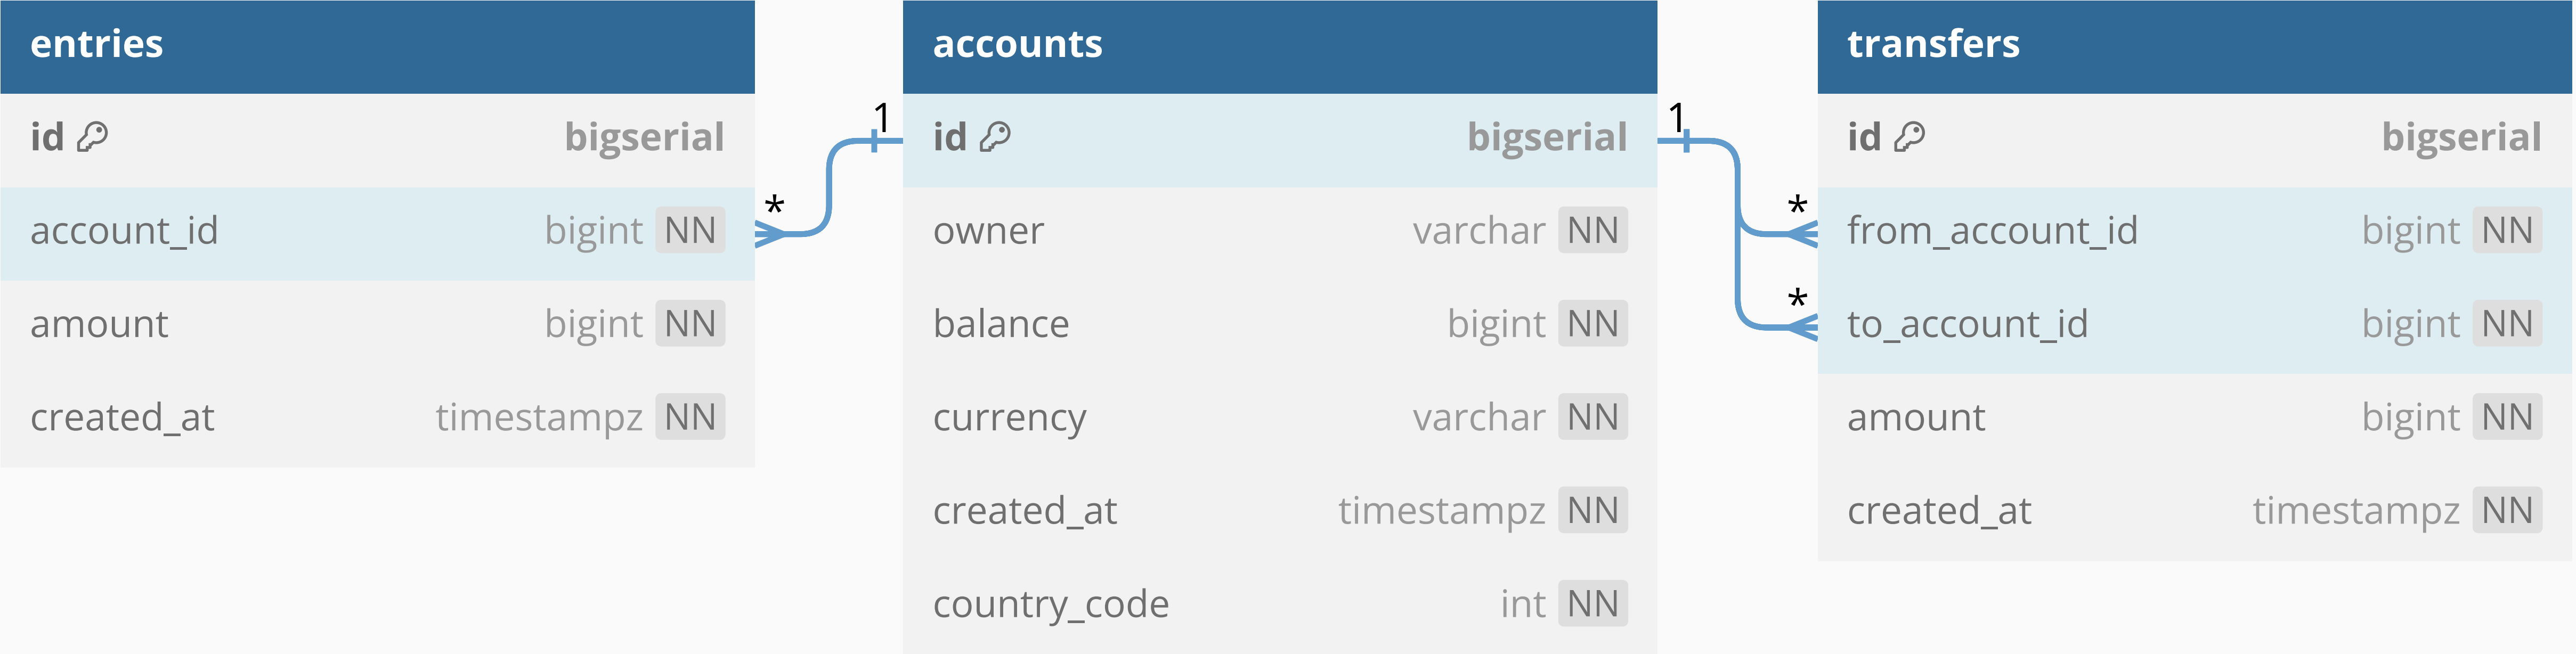 entries
id bigserial
account_id bigint NN
amount bigint NN
created_at timestampz NN
1
*
accounts
id bigserial
owner varchar NN
balance bigint NN
currency varchar NN
created_at timestampz NN
country_code int NN
1
*
*
transfers
id bigserial
from_account_id bigint NN
to_account_id bigint NN
amount bigint NN
created_at timestampz NN